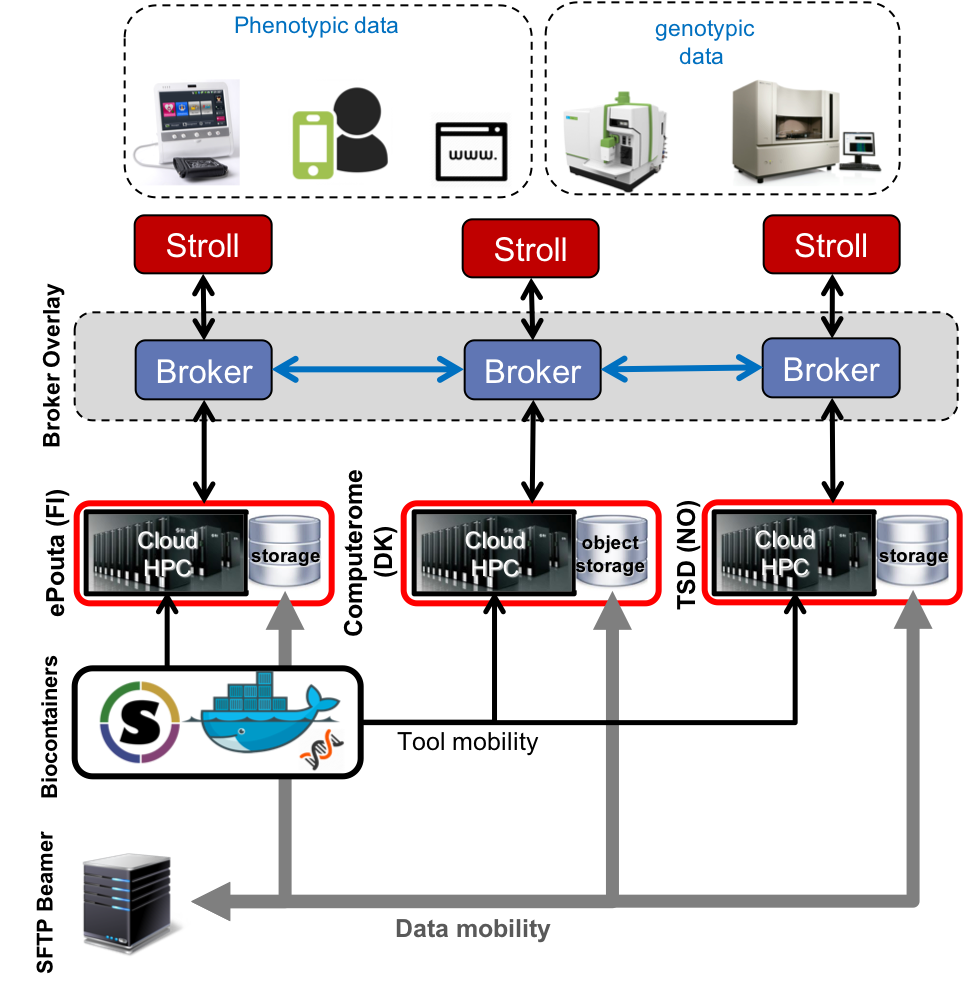 Phenotypic data
genotypic
data
www.
Stroll
Stroll
Stroll
Broker Overlay
Broker
Broker
Broker
ePouta (FI)
Cloud
HPC
storage
Computerome
(DK)
Cloud
HPC
object
storage
TSD (NO)
Cloud
HPC
storage
Biocontainers
S
Tool mobility
SFTP Beamer
Data mobility